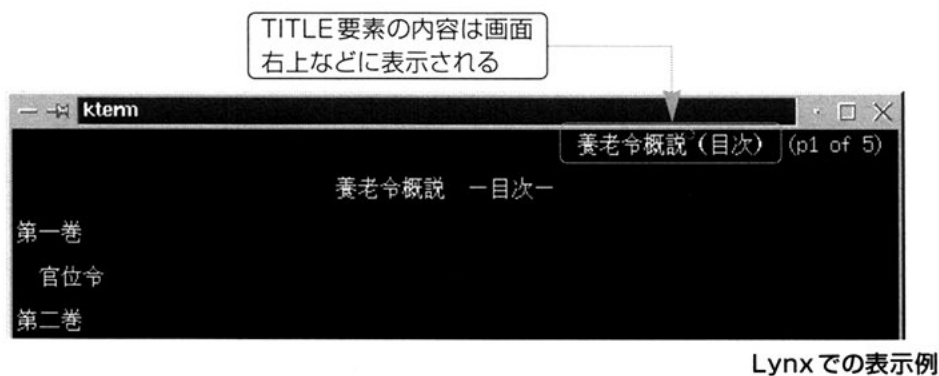 TITLE要素の内容は画面
右上などに表示される
kterm
養老令概説（目次） (p1 of 5)
養老令概説 ー目次ー
第一巻
官位令
第二巻
Lynxでの表示例